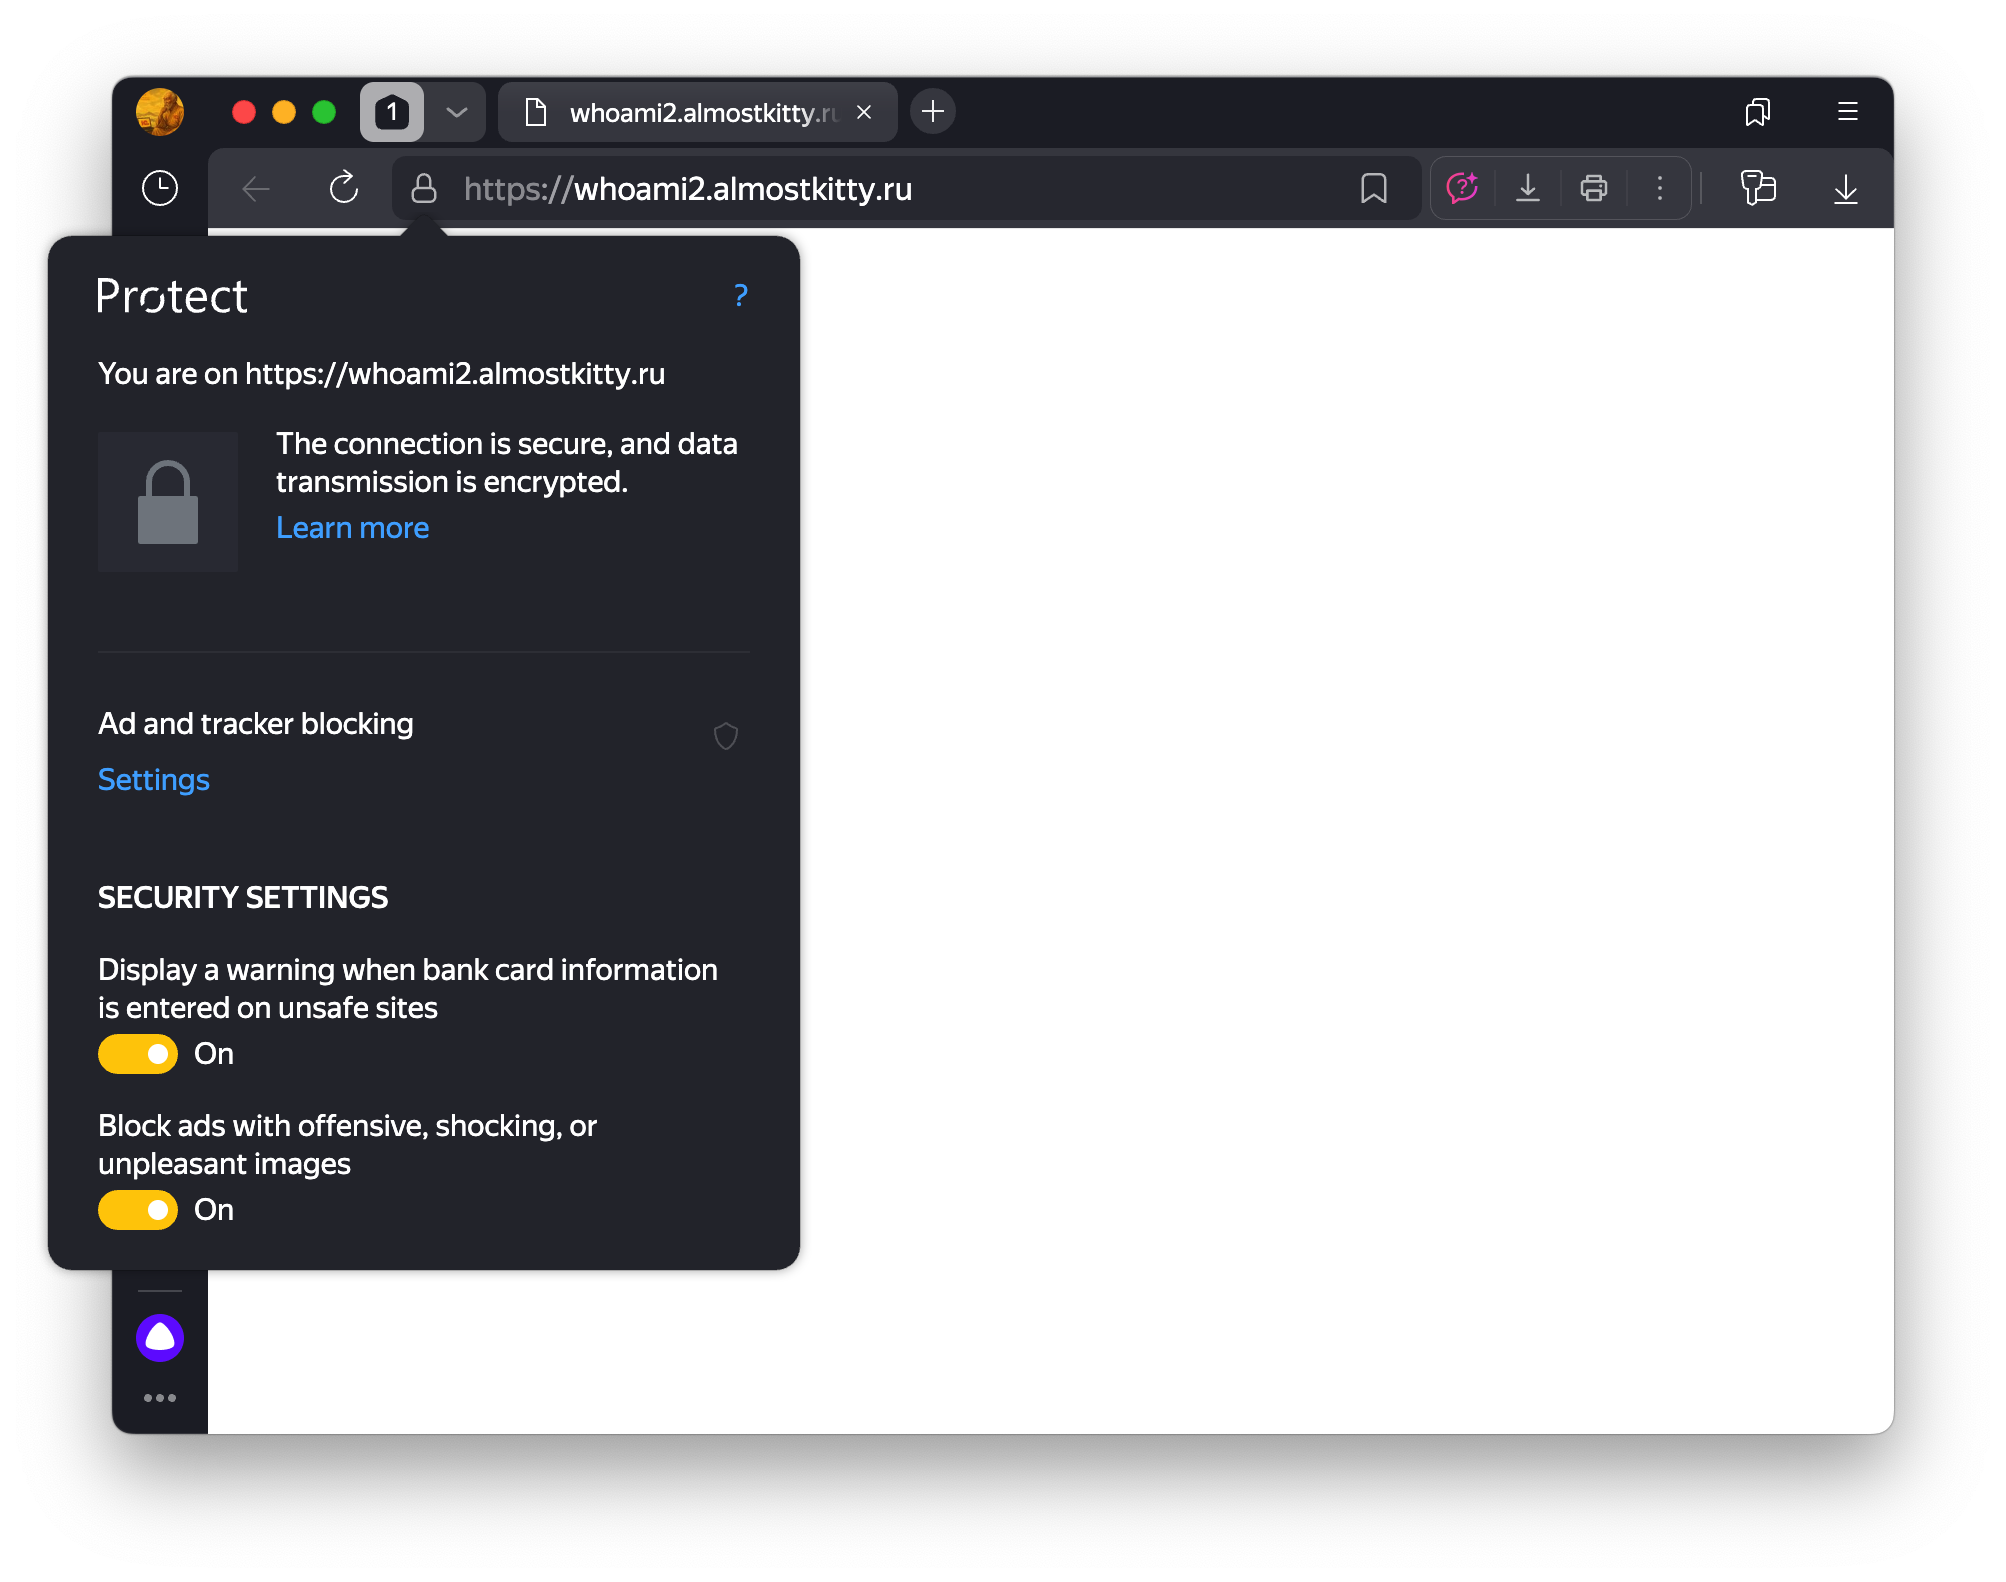 1
whoami2.almostkitty.ru
https://whoami2.almostkitty.ru
Protect
?
You are on https://whoami2.almostkitty.ru
The connection is secure, and data
transmission is encrypted.
Learn more
Ad and tracker blocking
Settings
SECURITY SETTINGS
Display a warning when bank card information
is entered on unsafe sites
On
Block ads with offensive, shocking, or
unpleasant images
On